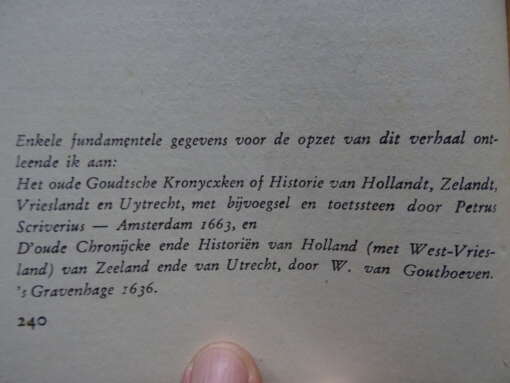 Enkele fundamentele gegevens voor de opzet van dit verhaal ont-
leende ik aan:
Het oude Goudtsche Kronycxken of Historie van Hollandt, Zelandt,
Vrieslandt en Uytrecht, met bijvoegsel en toetssteen door Petrus
Scriverius — Amsterdam 1663, en
D'oude Chronijcke ende Historiën van Holland (met West-Vries-
land) van Zeeland ende van Utrecht, door W. van Gouthoeven.
's Gravenhage 1636.
240